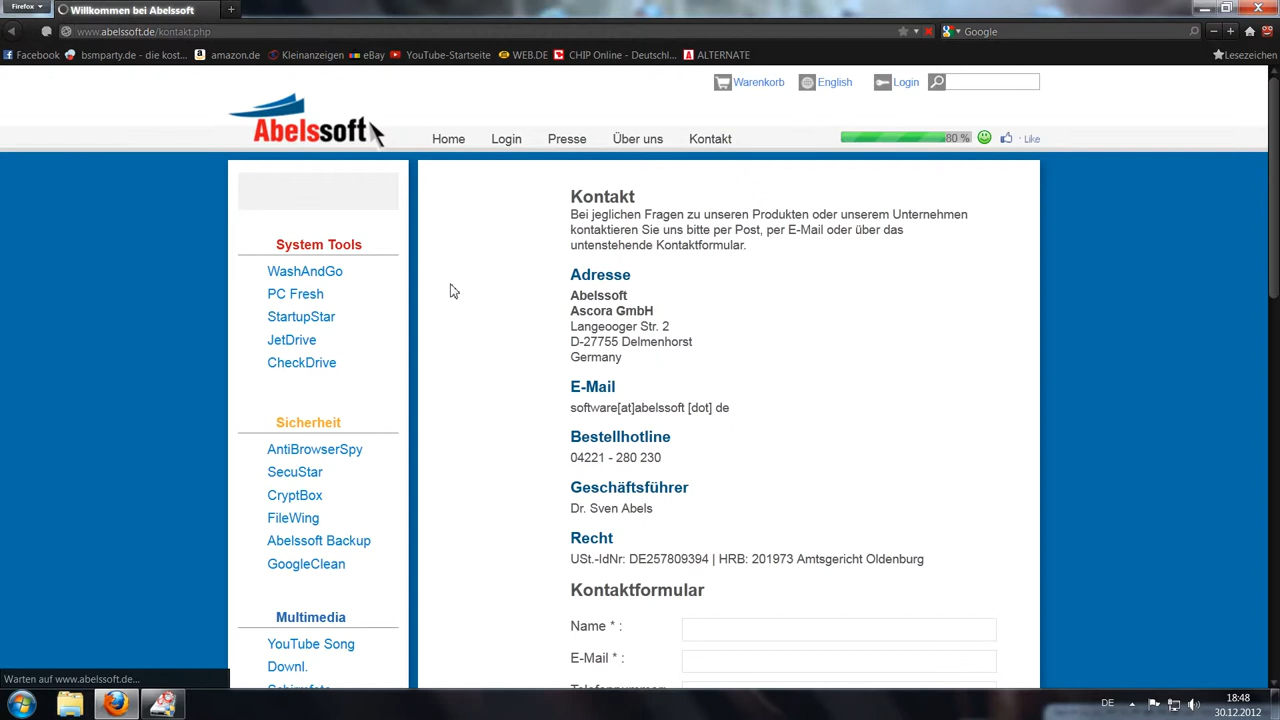 Firefox
Willkommen bei Abelssoft
www.abelssoft.de/kontakt.php
Google
Facebook
bsmparty.de - die kost...
amazon.de
Kleinanzeigen
eBay
YouTube-Startseite
WEB.DE
CHIP Online - Deutschl...
ALTERNATE
Lesezeichen
Warenkorb
English
Login
Abelssoft
Home
Login
Presse
Über uns
Kontakt
80 %
Like
System Tools
WashAndGo
PC Fresh
StartupStar
JetDrive
CheckDrive
Sicherheit
AntiBrowserSpy
SecuStar
CryptBox
FileWing
Abelssoft Backup
GoogleClean
Multimedia
YouTube Song
Downl.
Kontakt
Bei jeglichen Fragen zu unseren Produkten oder unserem Unternehmen
kontaktieren Sie uns bitte per Post, per E-Mail oder über das
untenstehende Kontaktformular.
Adresse
Abelssoft
Ascora GmbH
Langeooger Str. 2
D-27755 Delmenhorst
Germany
E-Mail
software[at]abelssoft [dot] de
Bestellhotline
04221 - 280 230
Geschäftsführer
Dr. Sven Abels
Recht
USt.-IdNr: DE257809394 | HRB: 201973 Amtsgericht Oldenburg
Kontaktformular
Name * :
E-Mail * :
Warten auf www.abelssoft.de...
DE
18:48
30.12.2012